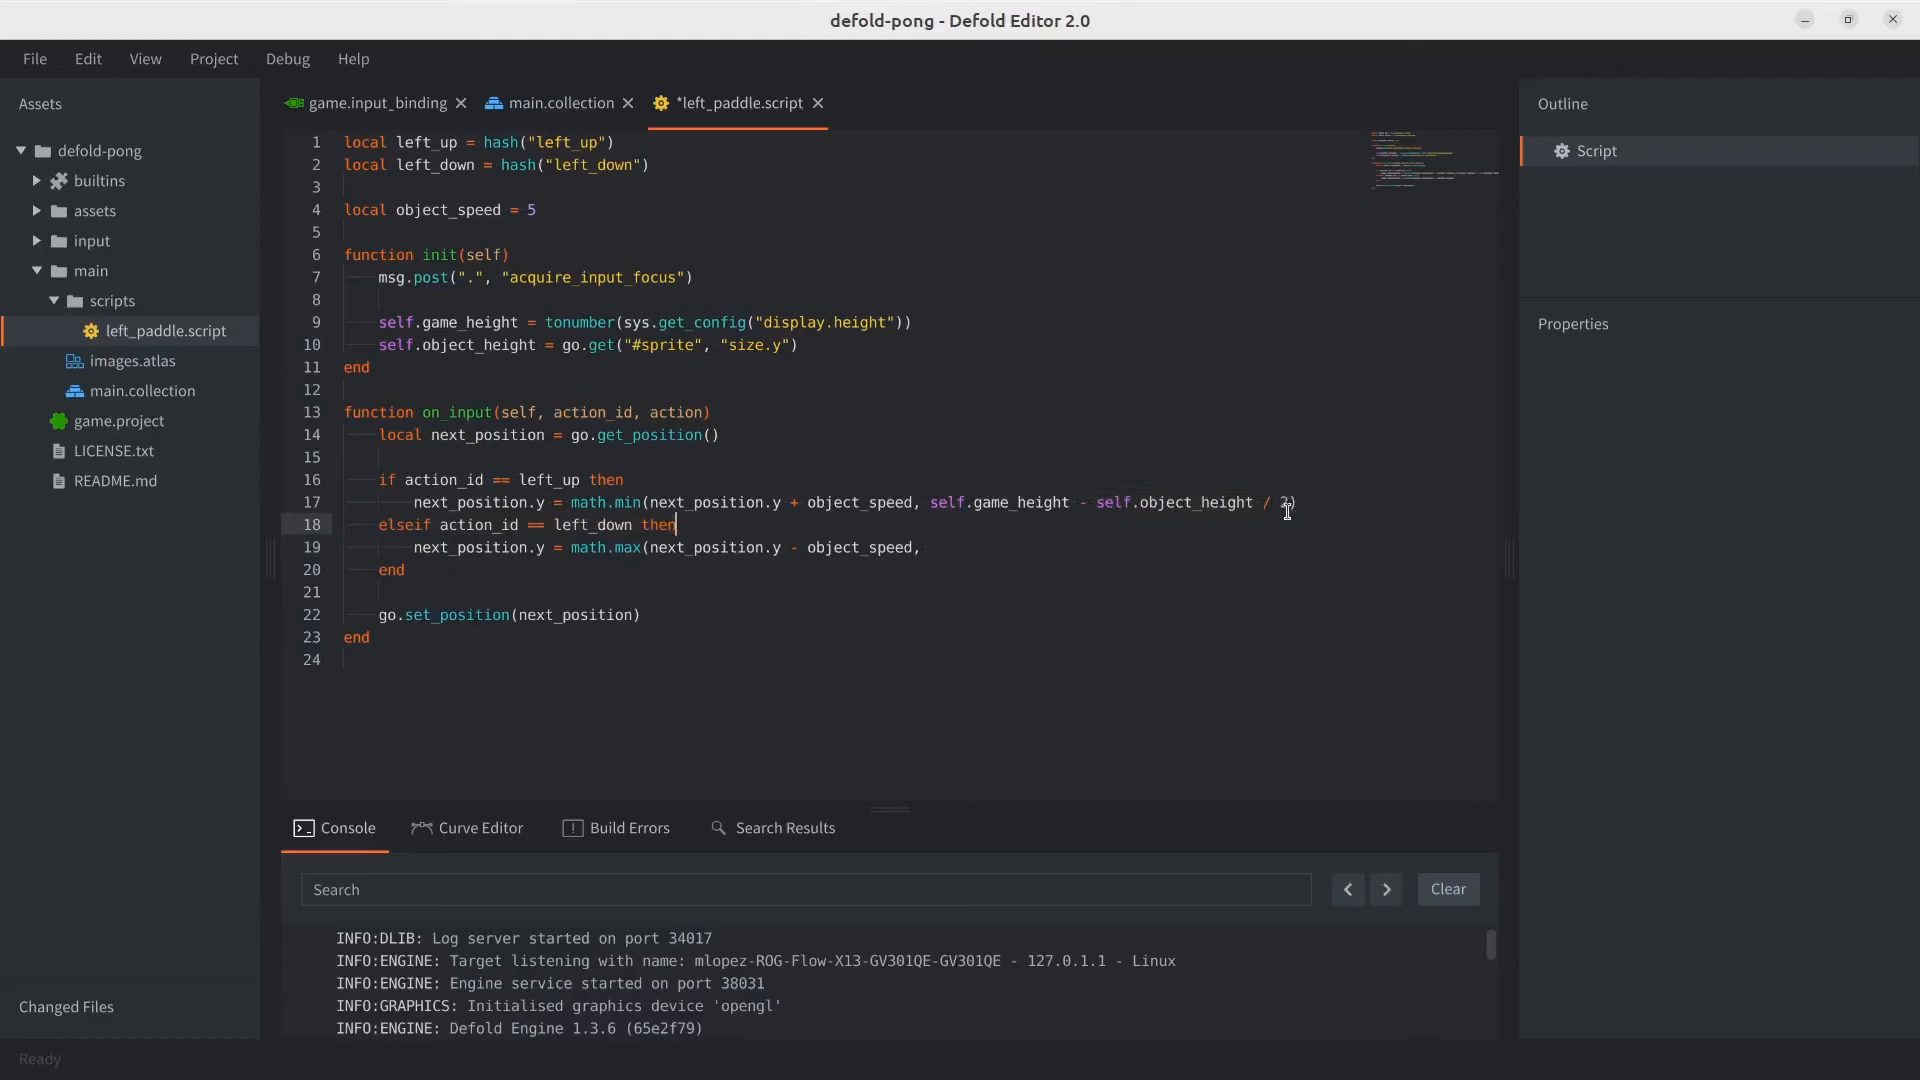 defold-pong - Defold Editor 2.0
File Edit View Project Debug Help
Assets
defold-pong
builtins
assets
input
main
scripts
left_paddle.script
images.atlas
main.collection
game.project
LICENSE.txt
README.md
Changed Files
Ready
game.input_binding
main.collection
*left_paddle.script
1 local left_up = hash("left_up")
2 local left_down = hash("left_down")
3
4 local object_speed = 5
5
6 function init(self)
7 msg.post(".", "acquire_input_focus")
8
9 self.game_height = tonumber(sys.get_config("display.height"))
10 self.object_height = go.get("#sprite", "size.y")
11 end
12
13 function on_input(self, action_id, action)
14 local next_position = go.get_position()
15
16 if action_id == left_up then
17 next_position.y = math.min(next_position.y + object_speed, self.game_height - self.object_height / 2)
18 elseif action_id == left_down then
19 next_position.y = math.max(next_position.y - object_speed,
20 end
21
22 go.set_position(next_position)
23 end
24
Console
Curve Editor
Build Errors
Search Results
Search
Clear
INFO:DLIB: Log server started on port 34017
INFO:ENGINE: Target listening with name: mlopez-ROG-Flow-X13-GV301QE-GV301QE - 127.0.1.1 - Linux
INFO:ENGINE: Engine service started on port 38031
INFO:GRAPHICS: Initialised graphics device 'opengl'
INFO:ENGINE: Defold Engine 1.3.6 (65e2f79)
Outline
Script
Properties